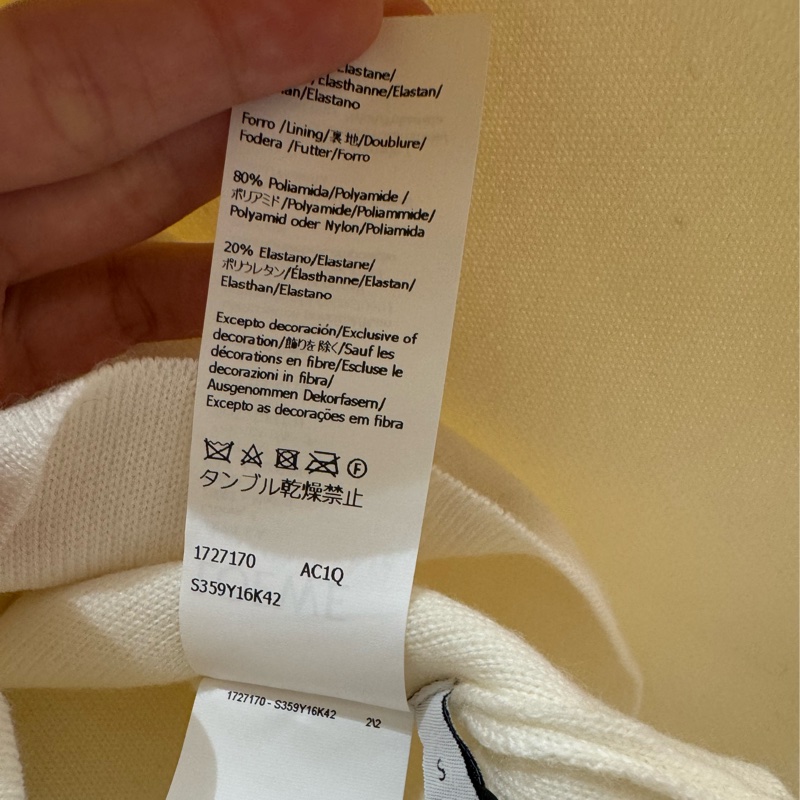 Elastane/
Elasthanne/Elastan/
/Elastano
Forro /Lining/裏 地/Doublure/
Fodera /Futter/Forro
80% Poliamida/Polyamide /
ポリアミド/Polyamide/Poliammide/
Polyamid oder Nylon/Poliamida
20% Elastano/Elastane/
ポリウレタン/Élasthanne/Elastan/
Elasthan/Elastano
Excepto decoración/Exclusive of
decoration/飾りを除く/Sauf les
décorations en fibre/Escluse le
decorazioni in fibra/
Ausgenommen Dekorfasern/
Excepto as decorações em fibra
F
タンブル乾燥禁止
1727170 AC1Q
S359Y16K42
1727170 - S359Y16K42 2\2
S